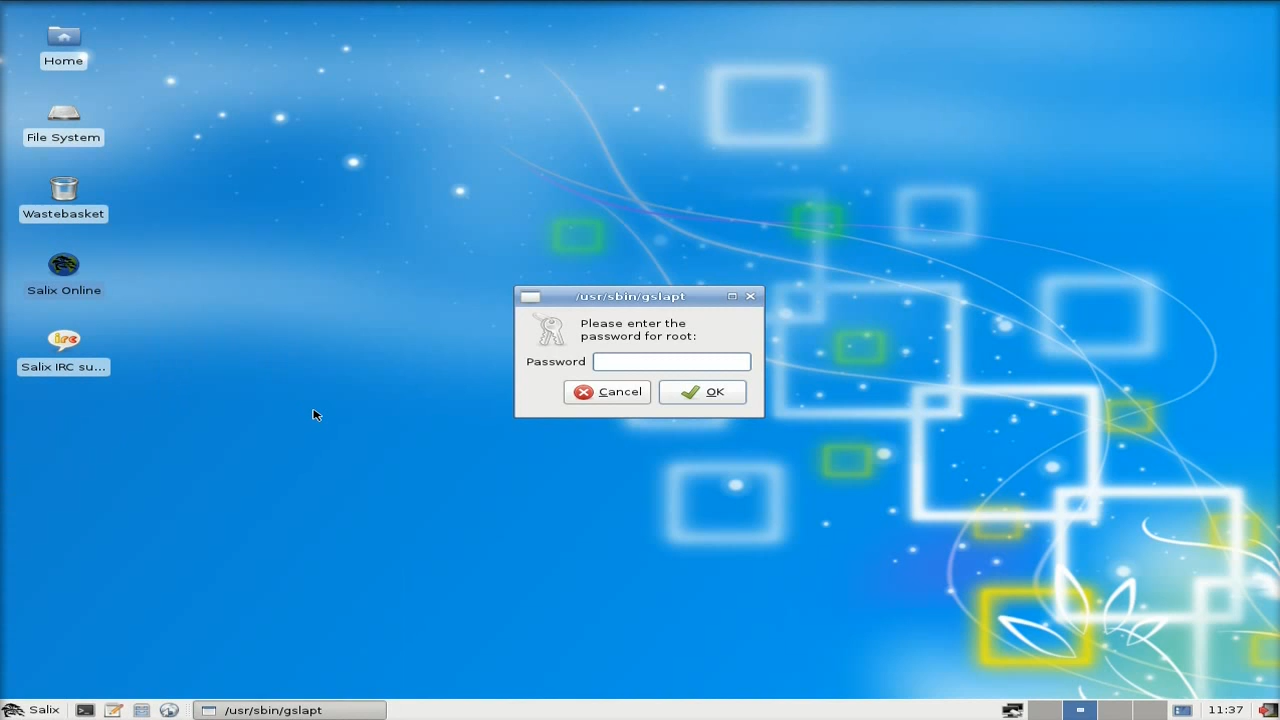 Home
File System
Wastebasket
Salix Online
irc
Salix IRC su...
/usr/sbin/gslapt
Please enter the
password for root:
Password
Cancel
OK
Salix
/usr/sbin/gslapt
11:37